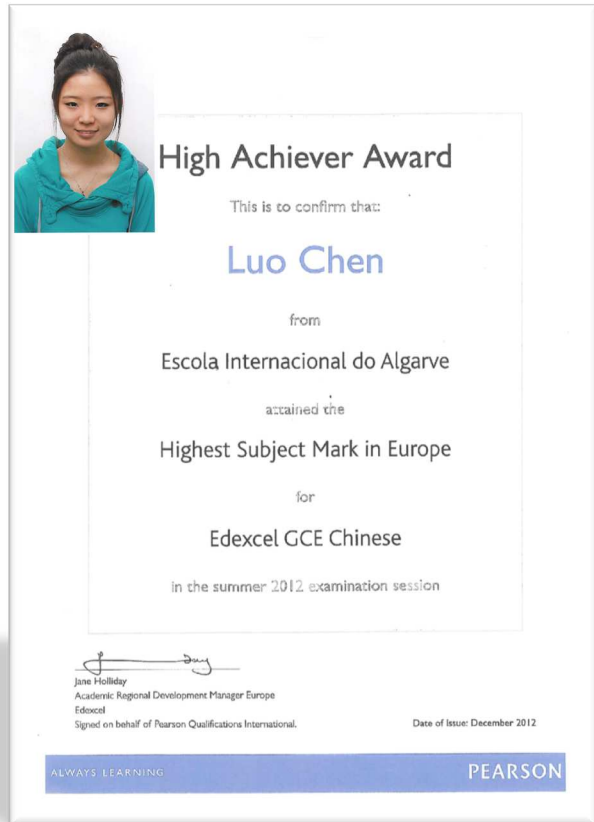 High Achiever Award
This is to confirm that:
Luo Chen
from
Escola Internacional do Algarve
attained the
Highest Subject Mark in Europe
for
Edexcel GCE Chinese
in the summer 2012 examination session
Jane Holliday
Academic Regional Development Manager Europe
Edexcel
Signed on behalf of Pearson Qualifications International.
Date of Issue: December 2012
ALWAYS LEARNING
PEARSON